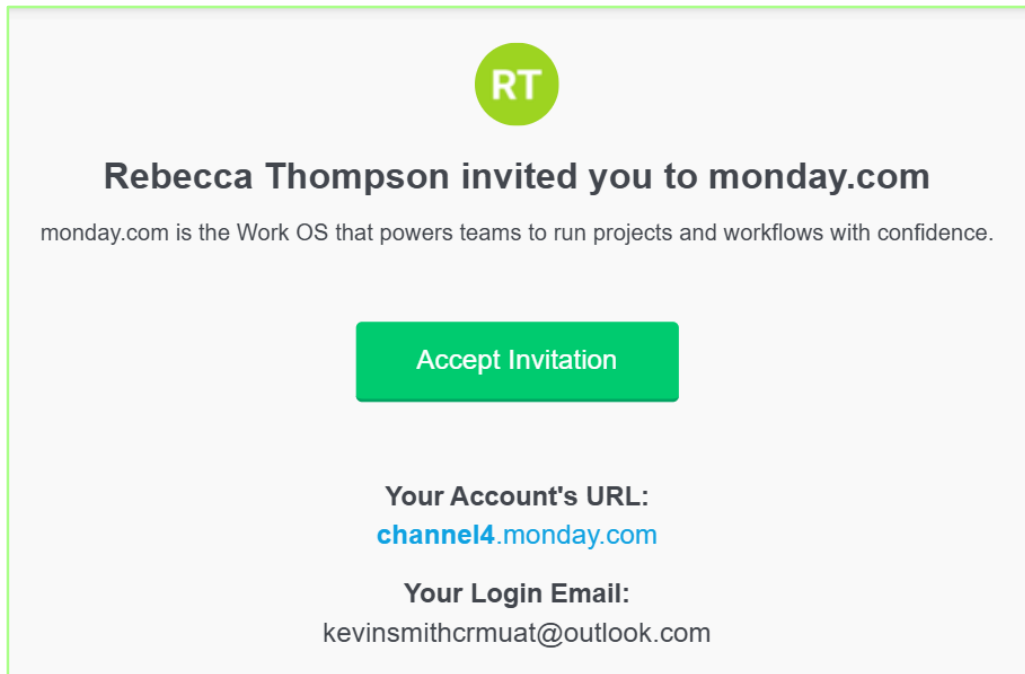 RT
Rebecca Thompson invited you to monday.com
monday.com is the Work OS that powers teams to run projects and workflows with confidence.
Accept Invitation
Your Account's URL:
channel4.monday.com
Your Login Email:
kevinsmithcrmuat@outlook.com